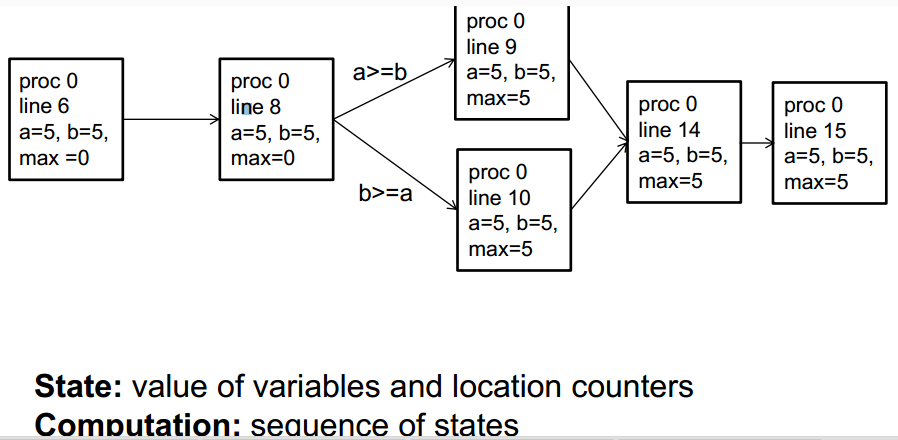 proc 0
line 6
a=5, b=5,
max =0
proc 0
line 8
a=5, b=5,
max=0
a>=b
b>=a
proc 0
line 9
a=5, b=5,
max=5
proc 0
line 10
a=5, b=5,
max=5
proc 0
line 14
a=5, b=5,
max=5
proc 0
line 15
a=5, b=5,
max=5
State: value of variables and location counters
Computation: sequence of states